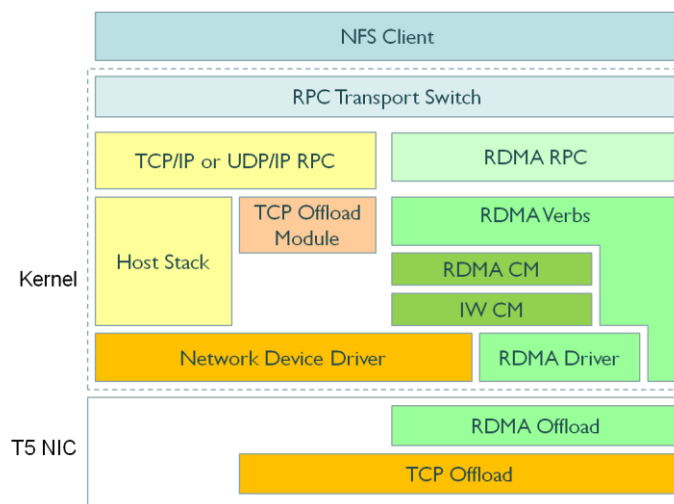 NFS Client
RPC Transport Switch
TCP/IP or UDP/IP RPC
RDMA RPC
TCP Offload
Module
RDMA Verbs
Host Stack
RDMA CM
Kernel
IW CM
Network Device Driver
RDMA Driver
RDMA Offload
T5 NIC
TCP Offload